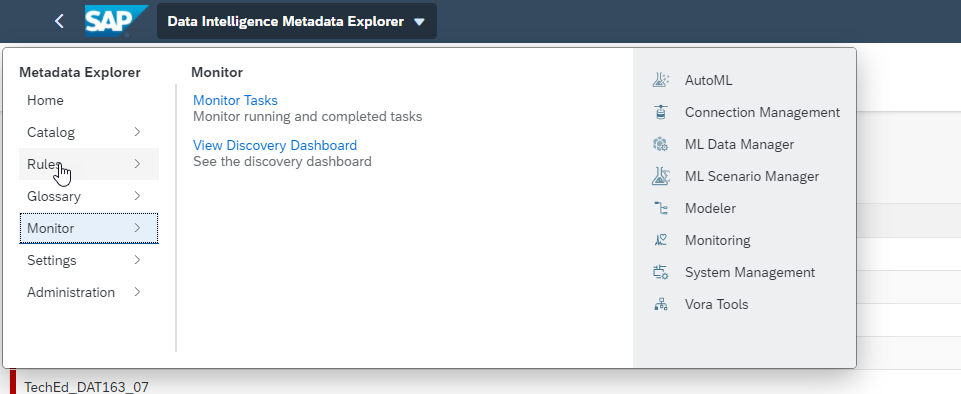 SAP Data Intelligence Metadata Explorer
Metadata Explorer
Home
Catalog
Rules
Glossary
Monitor
Settings
Administration
Monitor
Monitor Tasks
Monitor running and completed tasks
View Discovery Dashboard
See the discovery dashboard
AutoML
Connection Management
ML Data Manager
ML Scenario Manager
Modeler
Monitoring
System Management
Vora Tools
TechEd_DAT163_07